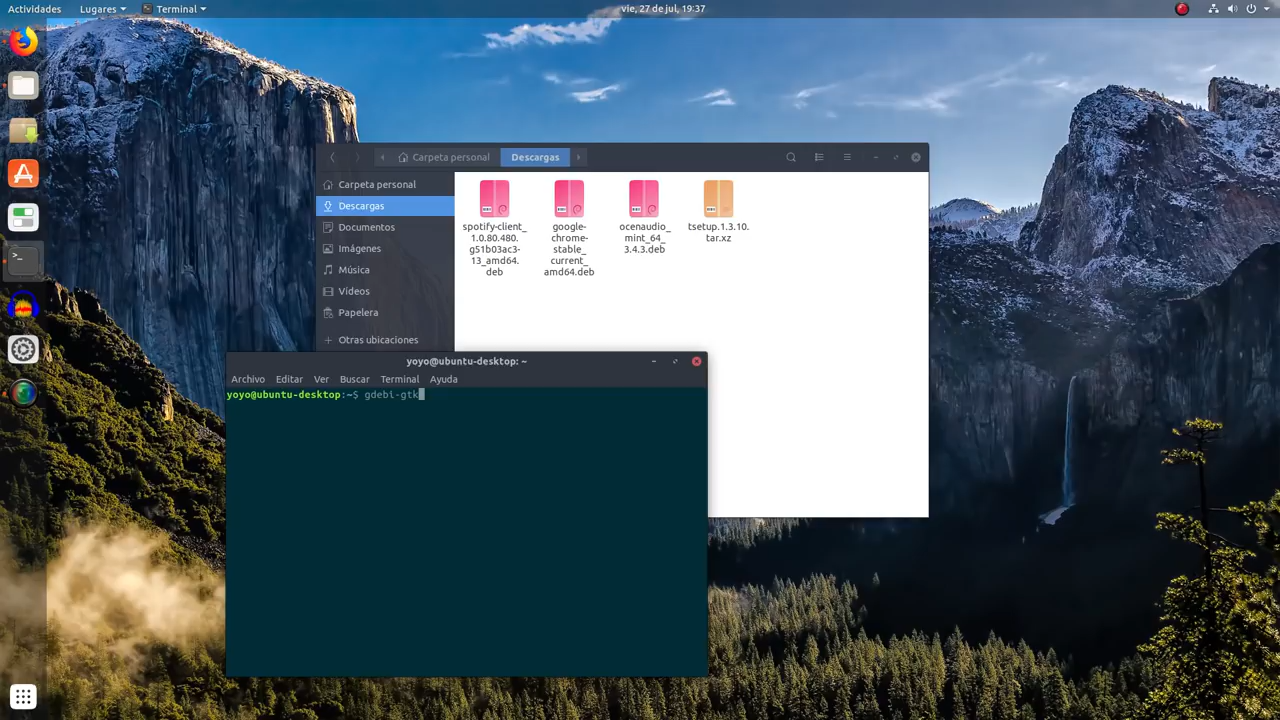 Actividades
Lugares
Terminal
vie, 27 de jul, 19:37
Carpeta personal
Descargas
Carpeta personal
Descargas
Documentos
Imágenes
Música
Vídeos
Papelera
Otras ubicaciones
spotify-client_
1.0.80.480.
g51b03ac3-
13_amd64.
deb
google-
chrome-
stable_
current_
amd64.deb
ocenaudio_
mint_64_
3.4.3.deb
tsetup.1.3.10.
tar.xz
yoyo@ubuntu-desktop: ~
Archivo Editar Ver Buscar Terminal Ayuda
yoyo@ubuntu-desktop:~$ gdebi-gtk